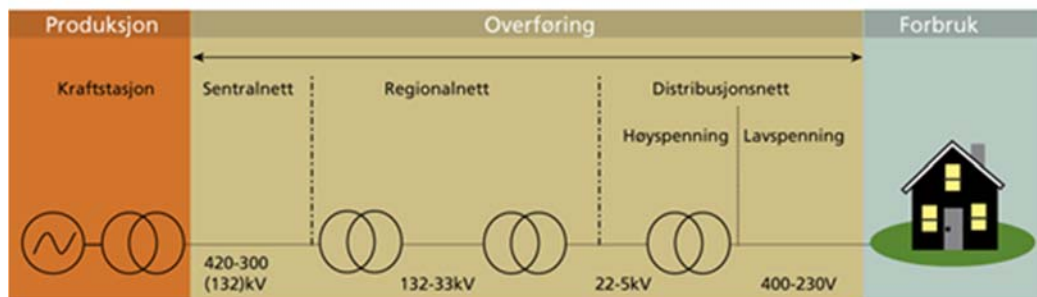 Produksjon
Overføring
Forbruk
Kraftstasjon
Sentralnett
Regionalnett
Distribusjonsnett
Høyspenning
Lavspenning
420-300
(132)kV
132-33kV
22-5kV
400-230V